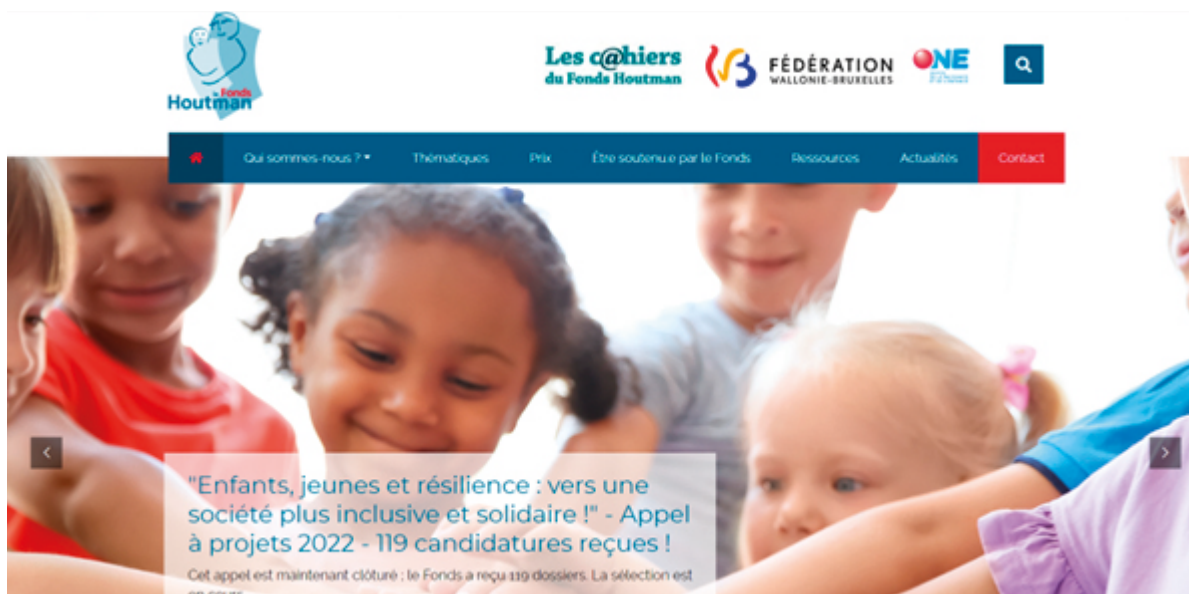 le Fonds
Houtman
Les c@hiers
du Fonds Houtman
FÉDÉRATION
WALLONIE-BRUXELLES
ONE
Qui sommes-nous ?
Thématiques
Prix
Être soutenu·e par le Fonds
Ressources
Actualités
Contact
"Enfants, jeunes et résilience : vers une
société plus inclusive et solidaire !" - Appel
à projets 2022 - 119 candidatures reçues !
Cet appel est maintenant clôturé ; le Fonds a reçu 119 dossiers. La sélection est